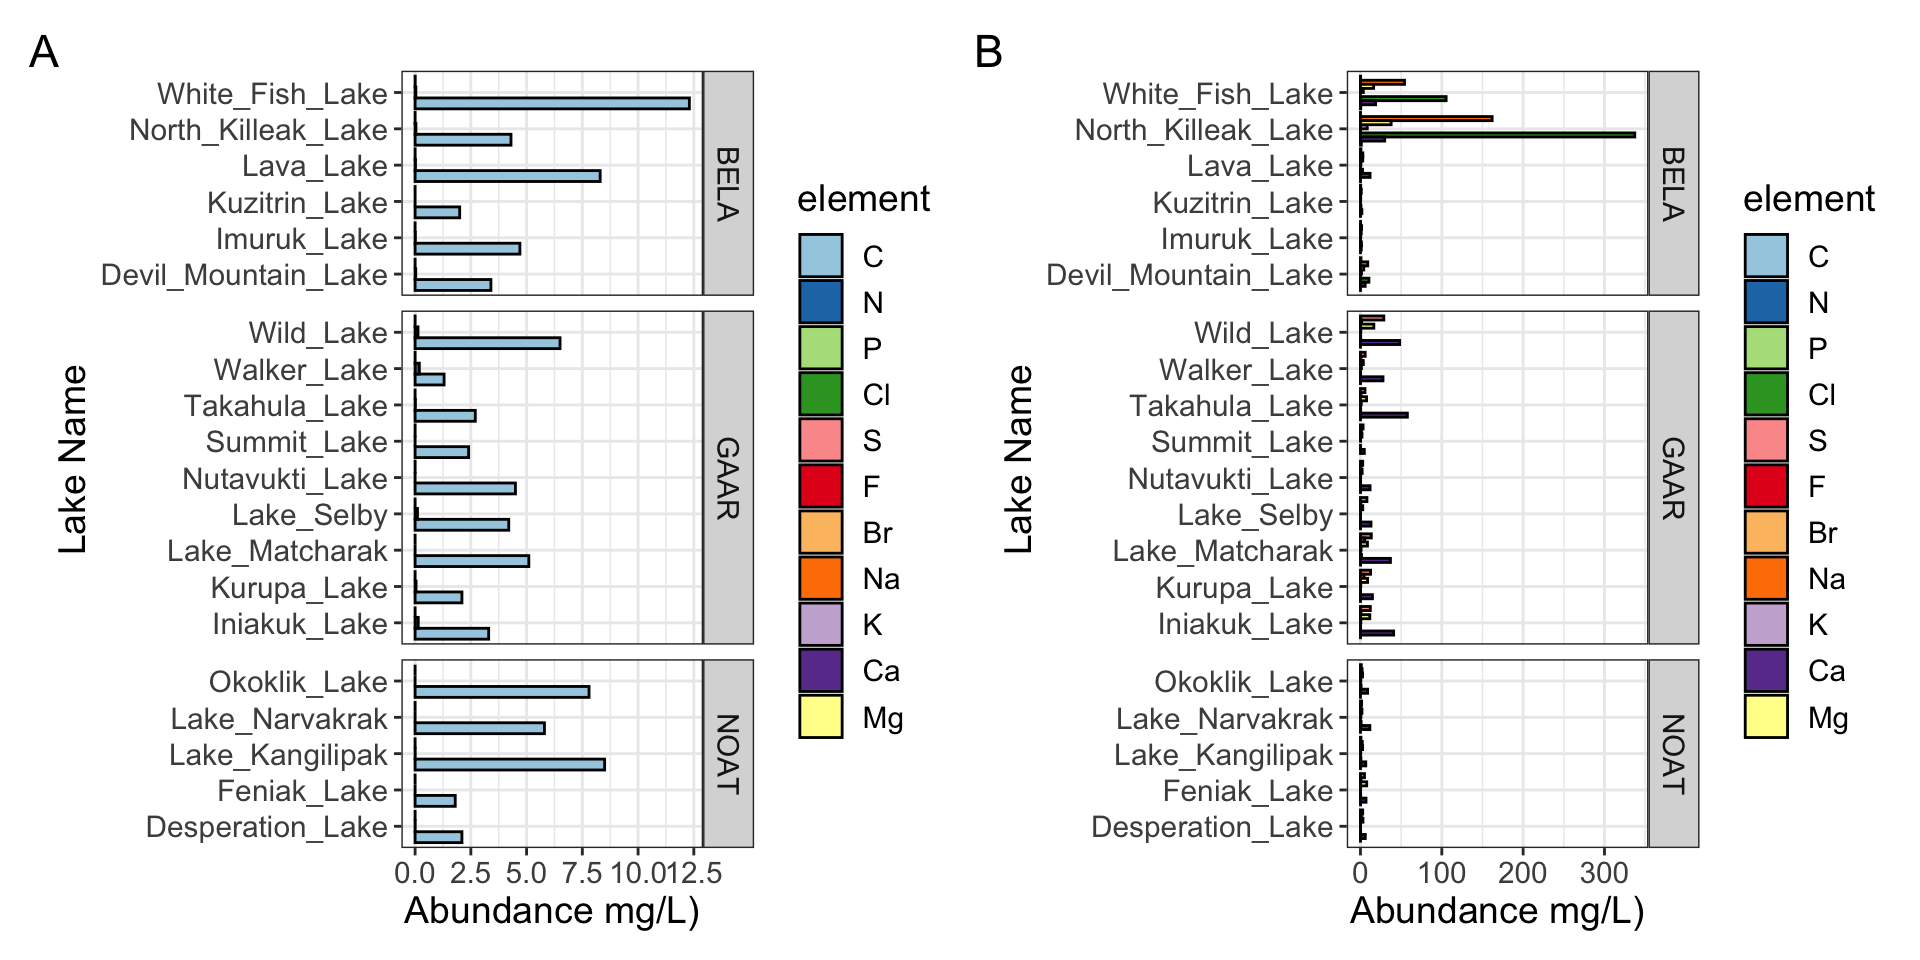 A
White_Fish_Lake
North_Killeak_Lake
Lava_Lake
Kuzitrin_Lake
Imuruk_Lake
Devil_Mountain_Lake
BELA
Wild_Lake
Walker_Lake
Takahula_Lake
Summit_Lake
Nutavukti_Lake
Lake_Selby
Lake_Matcharak
Kurupa_Lake
Iniakuk_Lake
GAAR
Okoklik_Lake
Lake_Narvakrak
Lake_Kangilipak
Feniak_Lake
Desperation_Lake
NOAT
Lake Name
0.0 2.5 5.0 7.5 10.0 12.5
Abundance mg/L)
element
C
N
P
Cl
S
F
Br
Na
K
Ca
Mg
B
White_Fish_Lake
North_Killeak_Lake
Lava_Lake
Kuzitrin_Lake
Imuruk_Lake
Devil_Mountain_Lake
BELA
Wild_Lake
Walker_Lake
Takahula_Lake
Summit_Lake
Nutavukti_Lake
Lake_Selby
Lake_Matcharak
Kurupa_Lake
Iniakuk_Lake
GAAR
Okoklik_Lake
Lake_Narvakrak
Lake_Kangilipak
Feniak_Lake
Desperation_Lake
NOAT
Lake Name
0 100 200 300
Abundance mg/L)
element
C
N
P
Cl
S
F
Br
Na
K
Ca
Mg